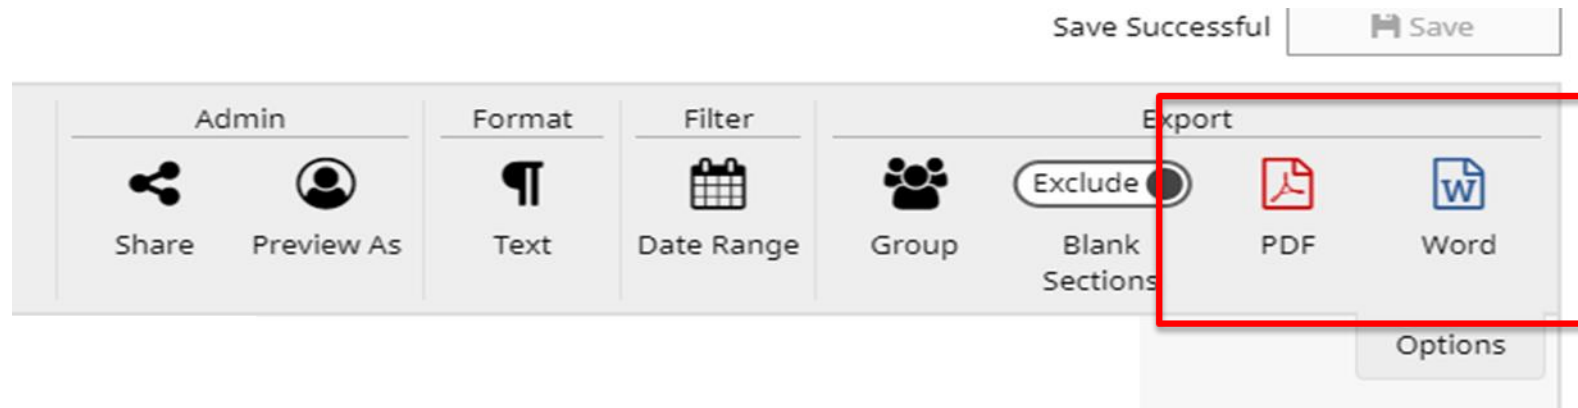 Save Successful Save
Admin Format Filter Export
Exclude
W
Share Preview As Text Date Range Group Blank Sections PDF Word
Options